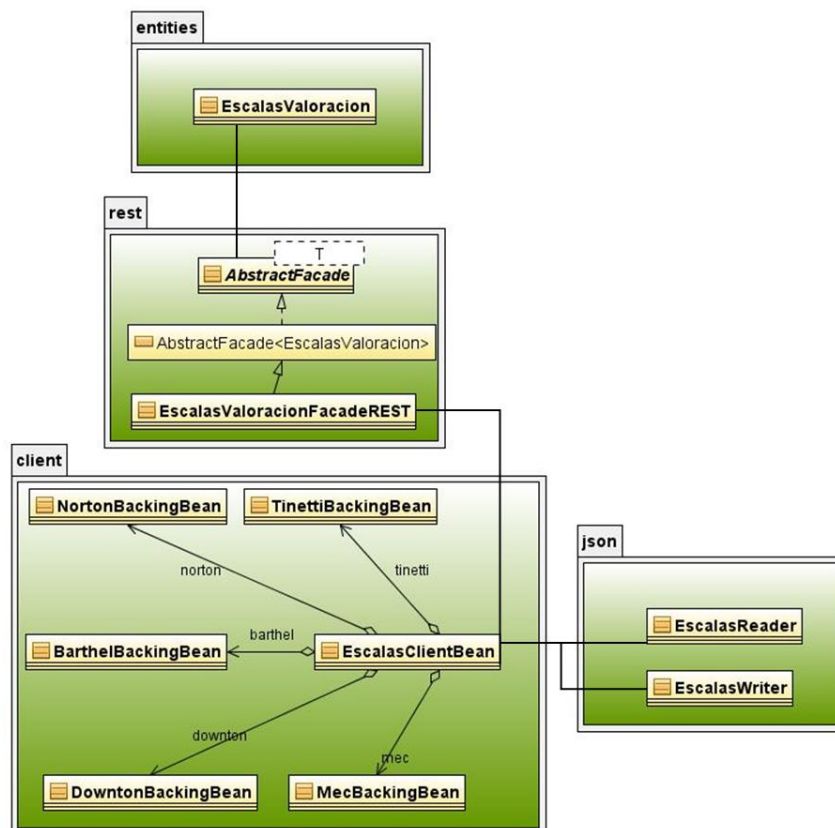 entities
EscalasValoracion
rest
T
AbstractFacade
AbstractFacade<EscalasValoracion>
EscalasValoracionFacadeREST
client
NortonBackingBean
TinettiBackingBean
norton
tinetti
json
EscalasReader
barthel
BarthelBackingBean
EscalasClientBean
EscalasWriter
downton
mec
DowntonBackingBean
MecBackingBean